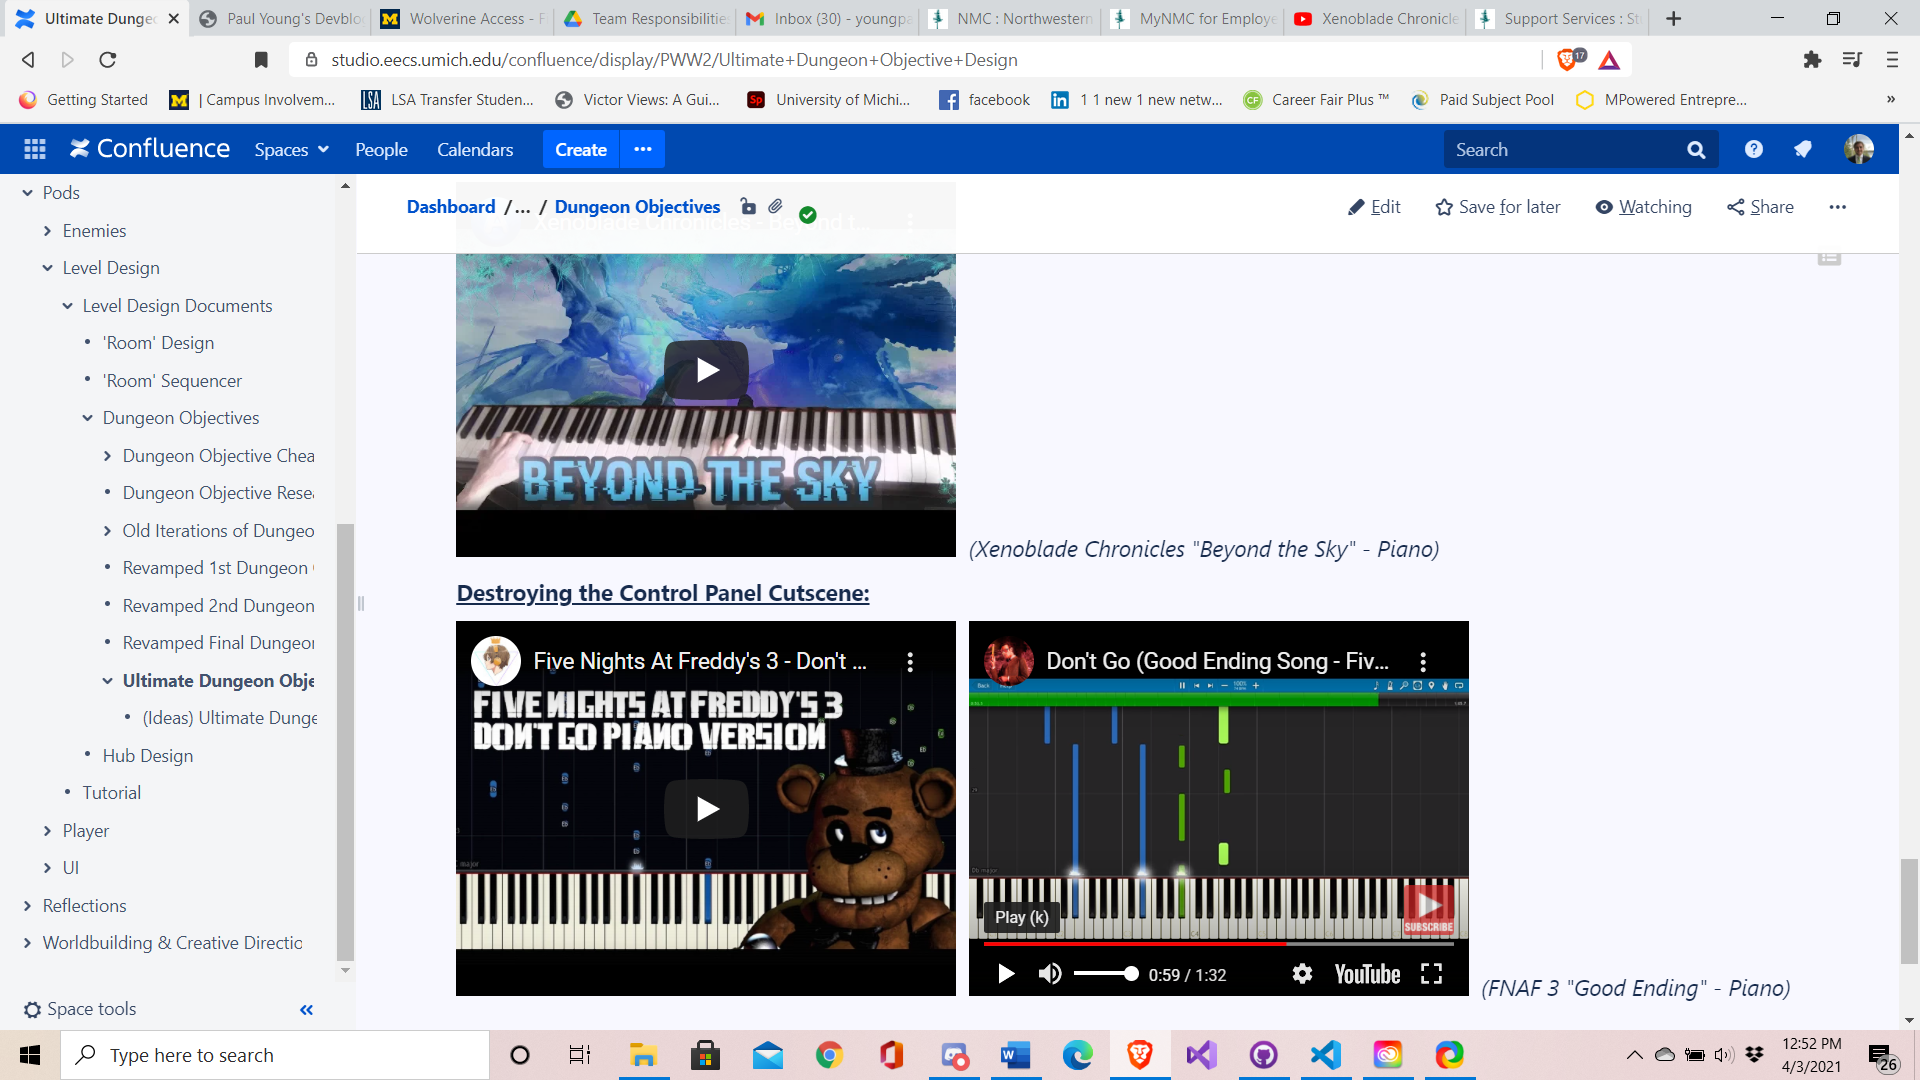 Ultimate Dunge
Paul Young's Devblo
Wolverine Access - F
Team Responsibilitie
Inbox (30) - youngpa
NMC : Northwestern
MyNMC for Employe
Xenoblade Chronicle
Support Services : St
studio.eecs.umich.edu/confluence/display/PWW2/Ultimate+Dungeon+Objective+Design
17
Getting Started
| Campus Involvem...
LSA Transfer Studen...
Victor Views: A Gui...
University of Michi...
facebook
1 1 new 1 new netw...
Career Fair Plus ™
Paid Subject Pool
MPowered Entrepre...
»
Confluence
Spaces
People
Calendars
Create
Search
Pods
Enemies
Level Design
Level Design Documents
'Room' Design
'Room' Sequencer
Dungeon Objectives
Dungeon Objective Chea
Dungeon Objective Rese
Old Iterations of Dungeo
Revamped 1st Dungeon
Revamped 2nd Dungeon
Revamped Final Dungeon
Ultimate Dungeon Obje
(Ideas) Ultimate Dunge
Hub Design
Tutorial
Player
UI
Reflections
Worldbuilding & Creative Directio
Space tools
Dashboard /... / Dungeon Objectives
Edit
Save for later
Watching
Share
Xenoblade Chronicles - Beyond t...
BEYOND THE SKY
(Xenoblade Chronicles "Beyond the Sky" - Piano)
Destroying the Control Panel Cutscene:
Five Nights At Freddy's 3 - Don't ...
FIVE NIGHTS AT FREDDY'S 3
DON'T GO PIANO VERSION
Don't Go (Good Ending Song - Fiv...
Play (k)
SUBSCRIBE
0:59 / 1:32
YouTube
(FNAF 3 "Good Ending" - Piano)
Type here to search
12:52 PM
4/3/2021
26